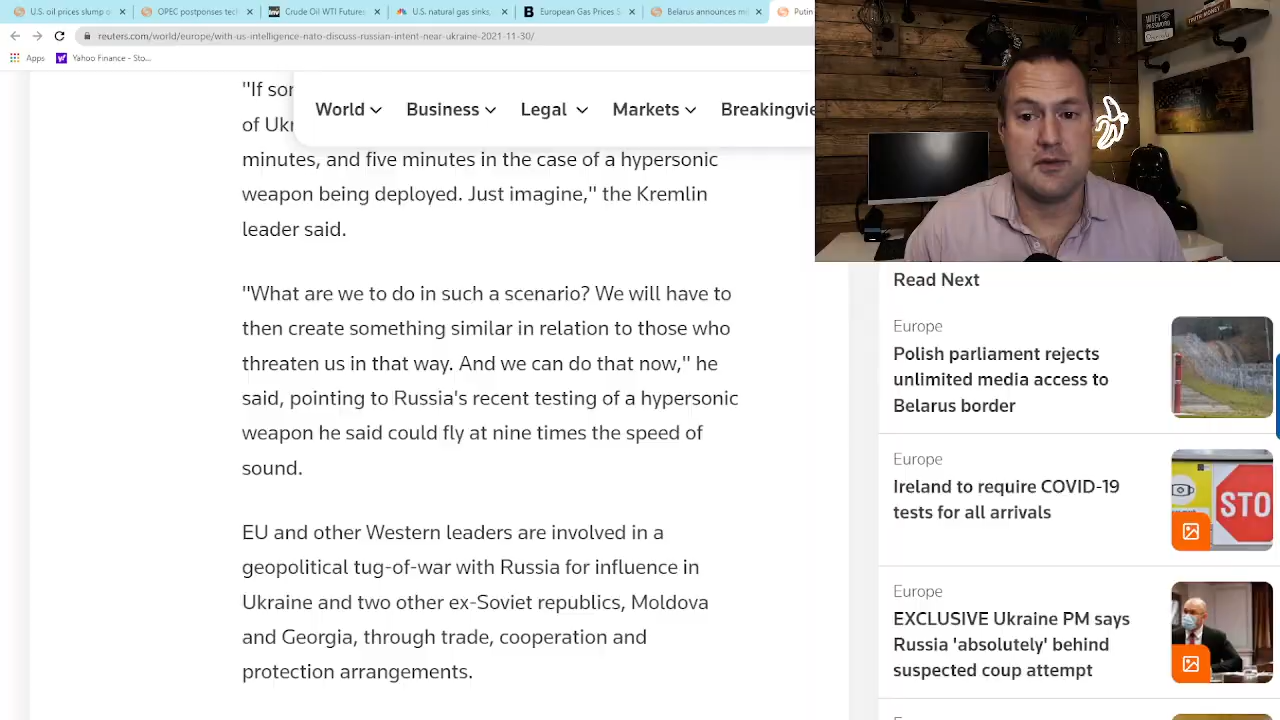 U.S. oil prices slump o
OPEC postpones tec
Crude Oil WTI Futures
U.S. natural gas sinks,
European Gas Prices S
Belarus announces mi
Putin
reuters.com/world/europe/with-us-intelligence-nato-discuss-russian-intent-near-ukraine-2021-11-30/
Apps
Yahoo Finance - Sto...
World
Business
Legal
Markets
Breakingvie
"If sor
of Ukr
minutes, and five minutes in the case of a hypersonic
weapon being deployed. Just imagine," the Kremlin
leader said.
"What are we to do in such a scenario? We will have to
then create something similar in relation to those who
threaten us in that way. And we can do that now," he
said, pointing to Russia's recent testing of a hypersonic
weapon he said could fly at nine times the speed of
sound.
EU and other Western leaders are involved in a
geopolitical tug-of-war with Russia for influence in
Ukraine and two other ex-Soviet republics, Moldova
and Georgia, through trade, cooperation and
protection arrangements.
WIFI
PASSWORD
Read Next
Europe
Polish parliament rejects
unlimited media access to
Belarus border
Europe
Ireland to require COVID-19
tests for all arrivals
STO
Europe
EXCLUSIVE Ukraine PM says
Russia 'absolutely' behind
suspected coup attempt